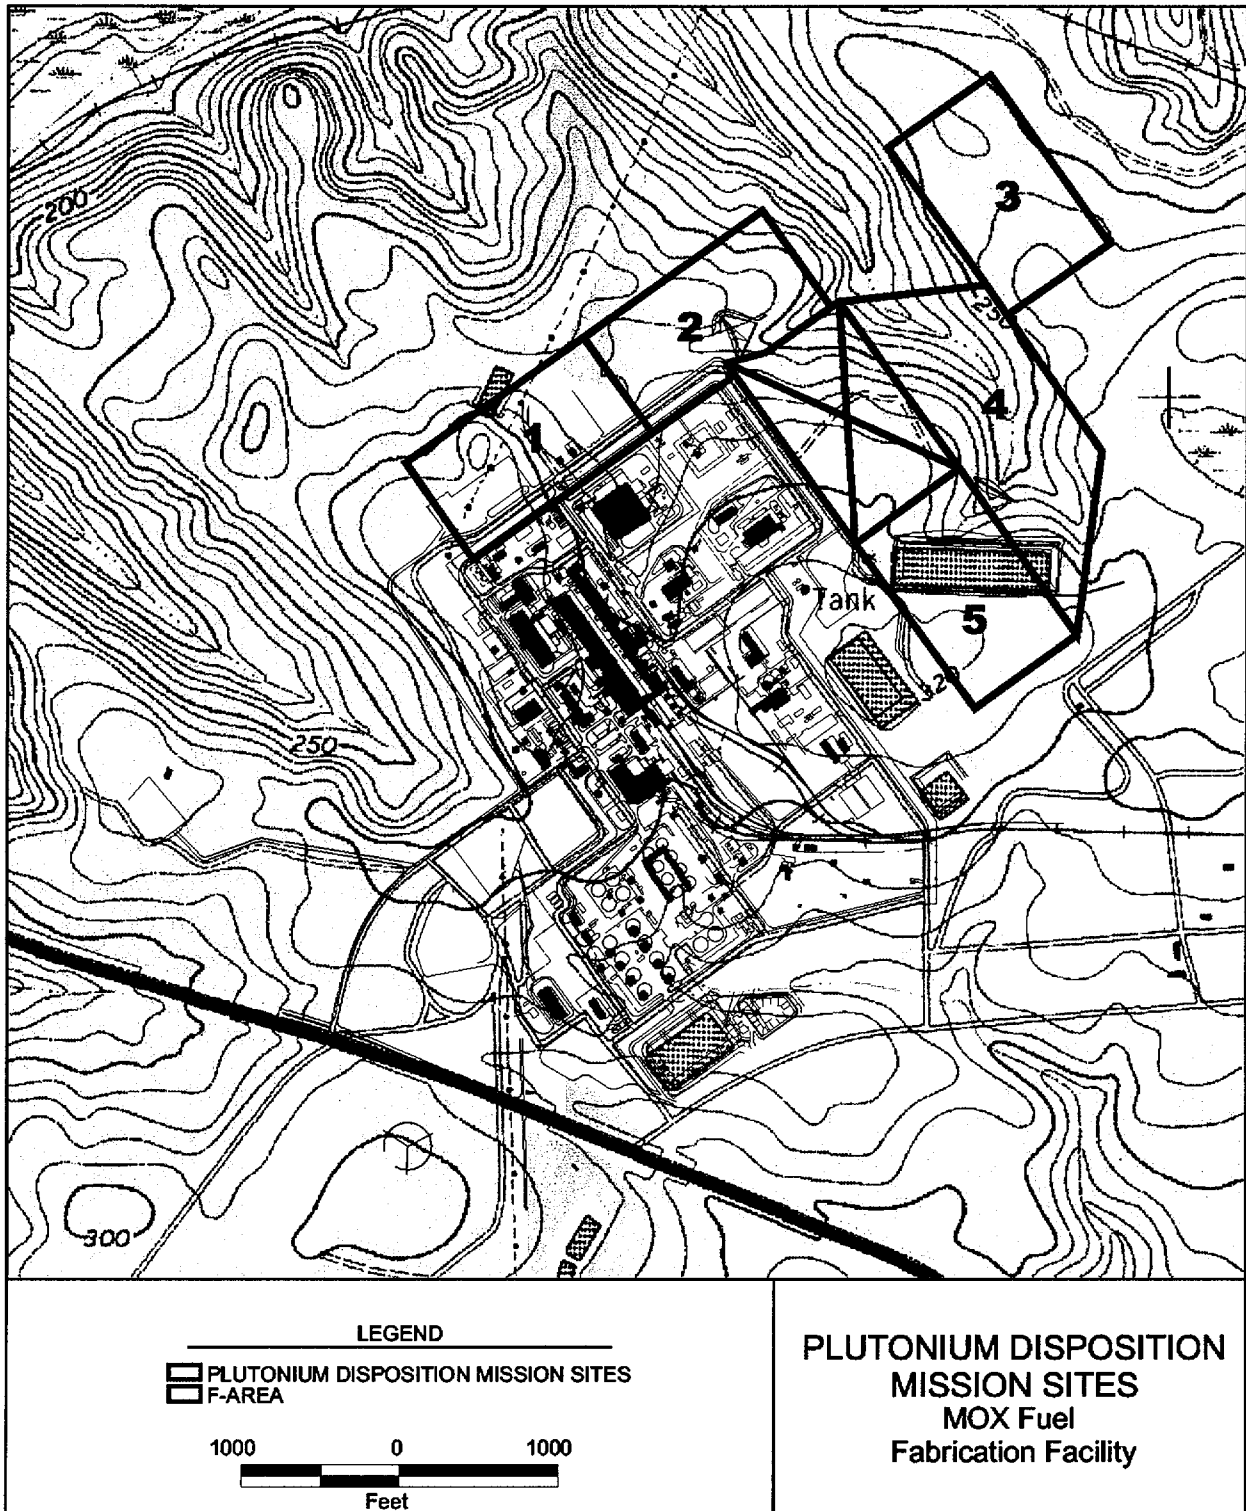 200
3
2
25
4
1
Tank
5
320
250
300
LEGEND
PLUTONIUM DISPOSITION MISSION SITES
F-AREA
1000 0 1000
Feet
PLUTONIUM DISPOSITION
MISSION SITES
MOX Fuel
Fabrication Facility